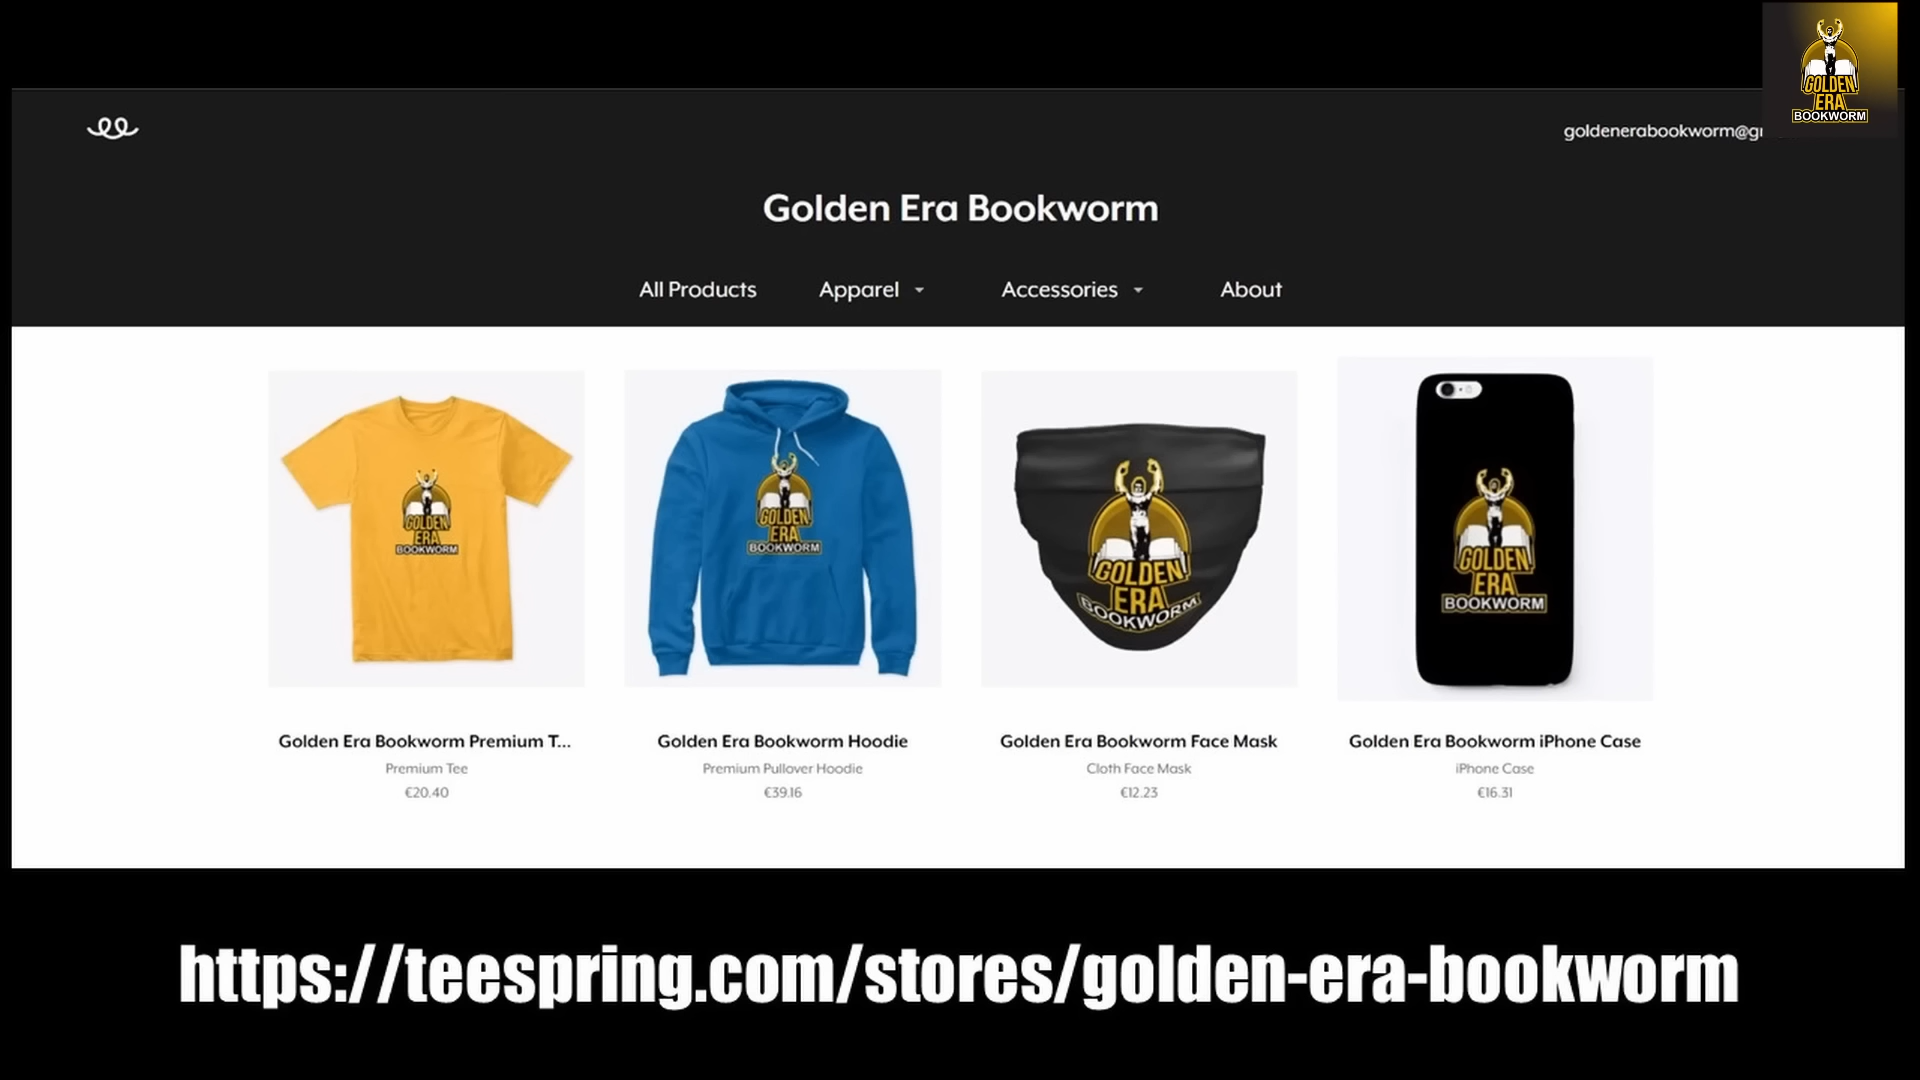 GOLDEN
ERA
BOOKWORM
goldenerabookworm@g
Golden Era Bookworm
All Products
Apparel
Accessories
About
GOLDEN
ERA
BOOKWORM
GOLDEN
ERA
BOOKWORM
GOLDEN
ERA
BOOKWORM
GOLDEN
ERA
BOOKWORM
Golden Era Bookworm Premium T...
Premium Tee
€20.40
Golden Era Bookworm Hoodie
Premium Pullover Hoodie
€39.16
Golden Era Bookworm Face Mask
Cloth Face Mask
€12.23
Golden Era Bookworm iPhone Case
iPhone Case
€16.31
https://teespring.com/stores/golden-era-bookworm